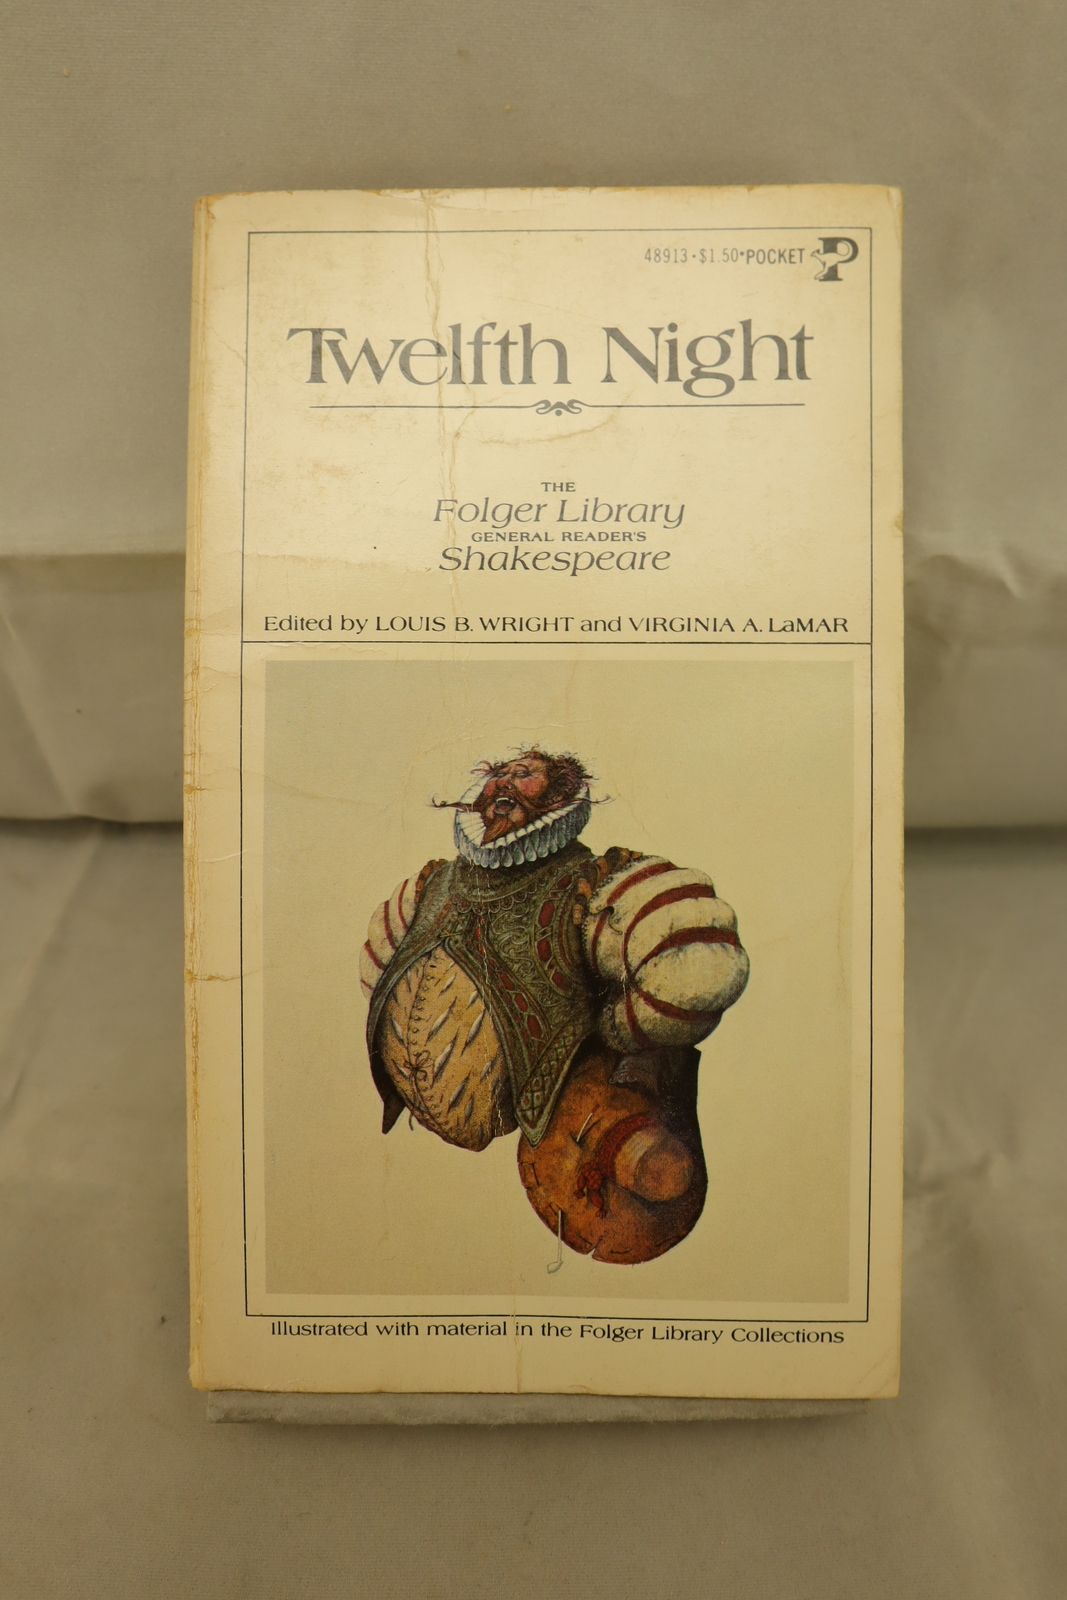 48913·$1.50•POCKET P
Twelfth Night
THE
Folger Library
GENERAL READER'S
Shakespeare
Edited by LOUIS B. WRIGHT and VIRGINIA A. LaMAR
Illustrated with material in the Folger Library Collections